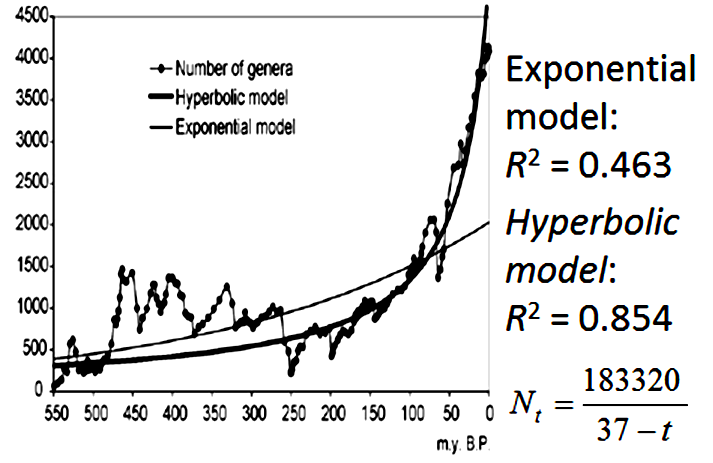 4500
4000
3500
3000
2500
2000
1500
1000
500
0
Number of genera
Hyperbolic model
Exponential model
550 500 450 400 350 300 250 200 150 100 50 0
m.y. B.P.
Exponential
model:
R² = 0.463
Hyperbolic
model:
R² = 0.854
Nₜ = 183320 / (37 − t)